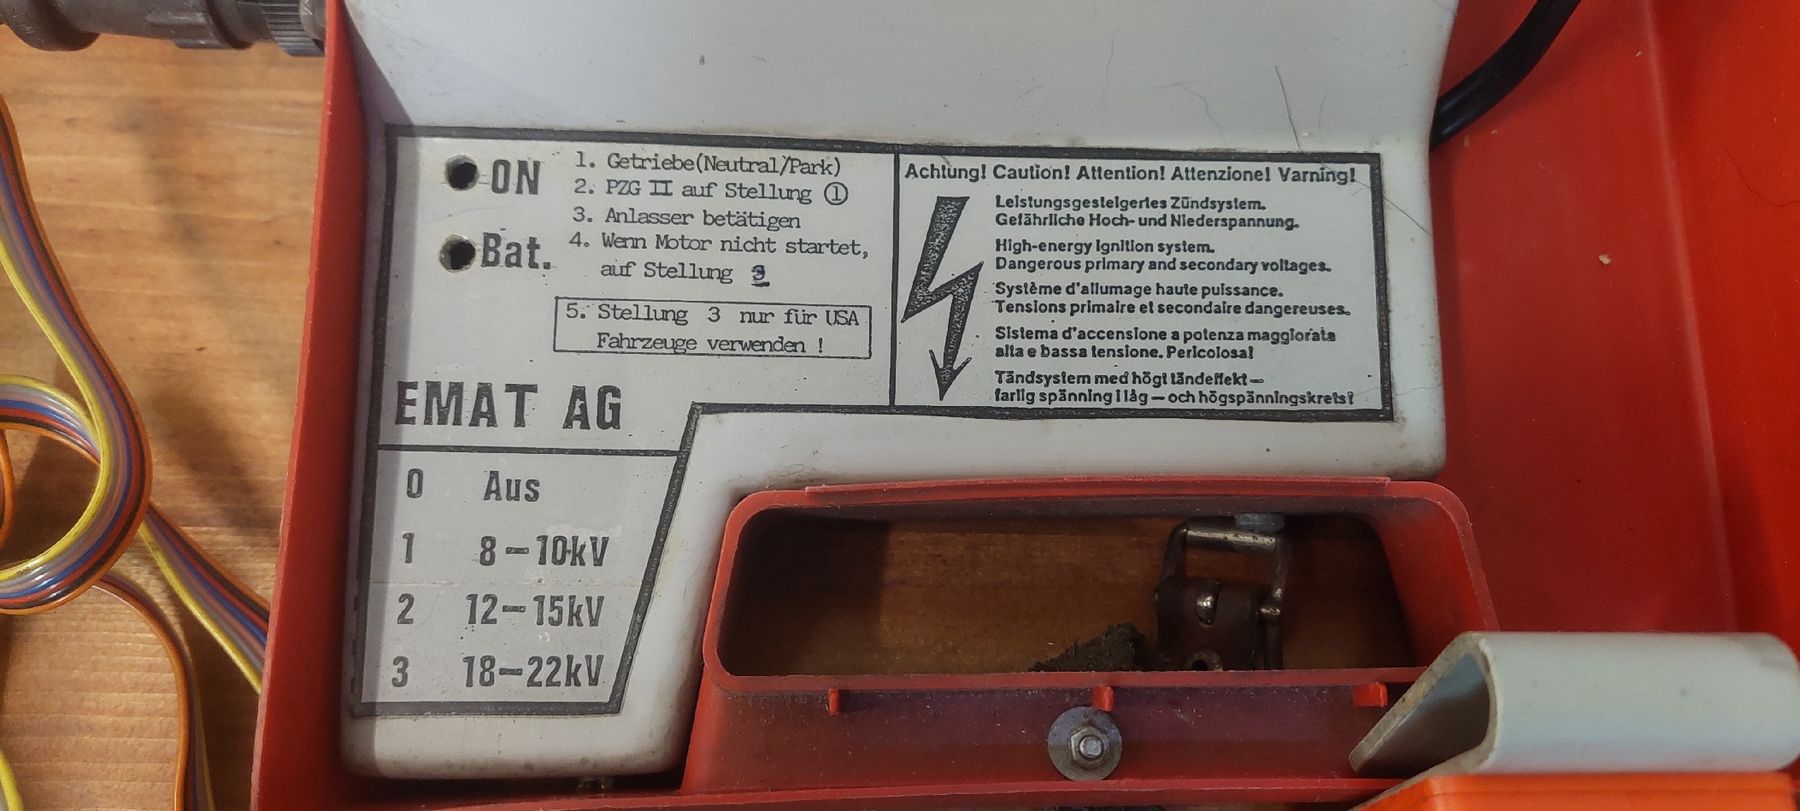 ON
Bat.
1. Getriebe(Neutral/Park)
2. PZG II auf Stellung ①
3. Anlasser betätigen
4. Wenn Motor nicht startet,
auf Stellung
5. Stellung 3 nur für USA
Fahrzeuge verwenden !
Achtung! Caution! Attention! Attenzione! Varning!
Leistungsgesteigertes Zündsystem.
Gefährliche Hoch- und Niederspannung.
High-energy ignition system.
Dangerous primary and secondary voltages.
Système d'allumage haute puissance.
Tensions primaire et secondaire dangereuses.
Sistema d'accensione a potenza maggiorata
alta e bassa tensione. Pericolosa!
Tändsystem med högt tändeffekt—
farlig spänning i låg — och högspänningskrets!
EMAT AG
0 Aus
1 8-10kV
2 12-15kV
3 18-22kV